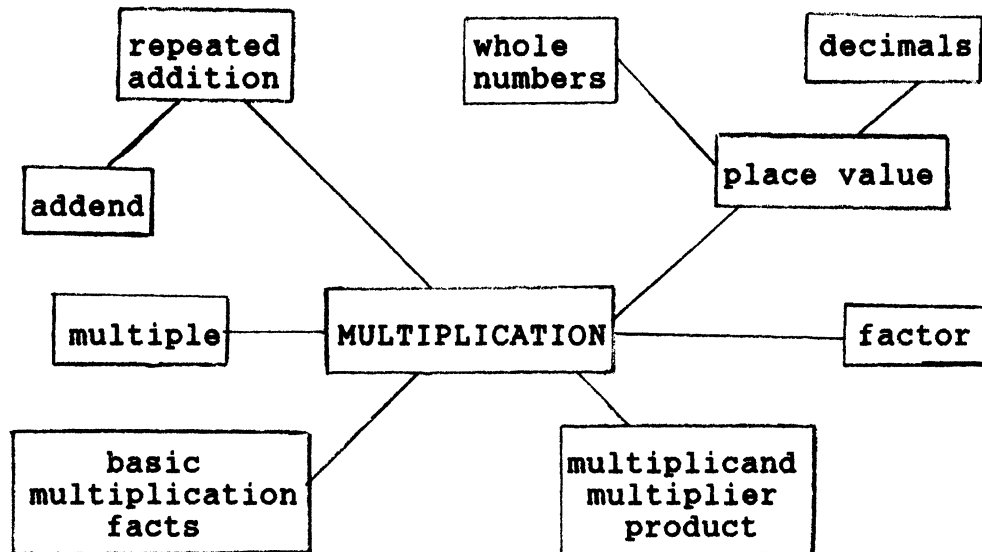 repeated
addition
whole
numbers
decimals
addend
place value
multiple
MULTIPLICATION
factor
basic
multiplication
facts
multiplicand
multiplier
product